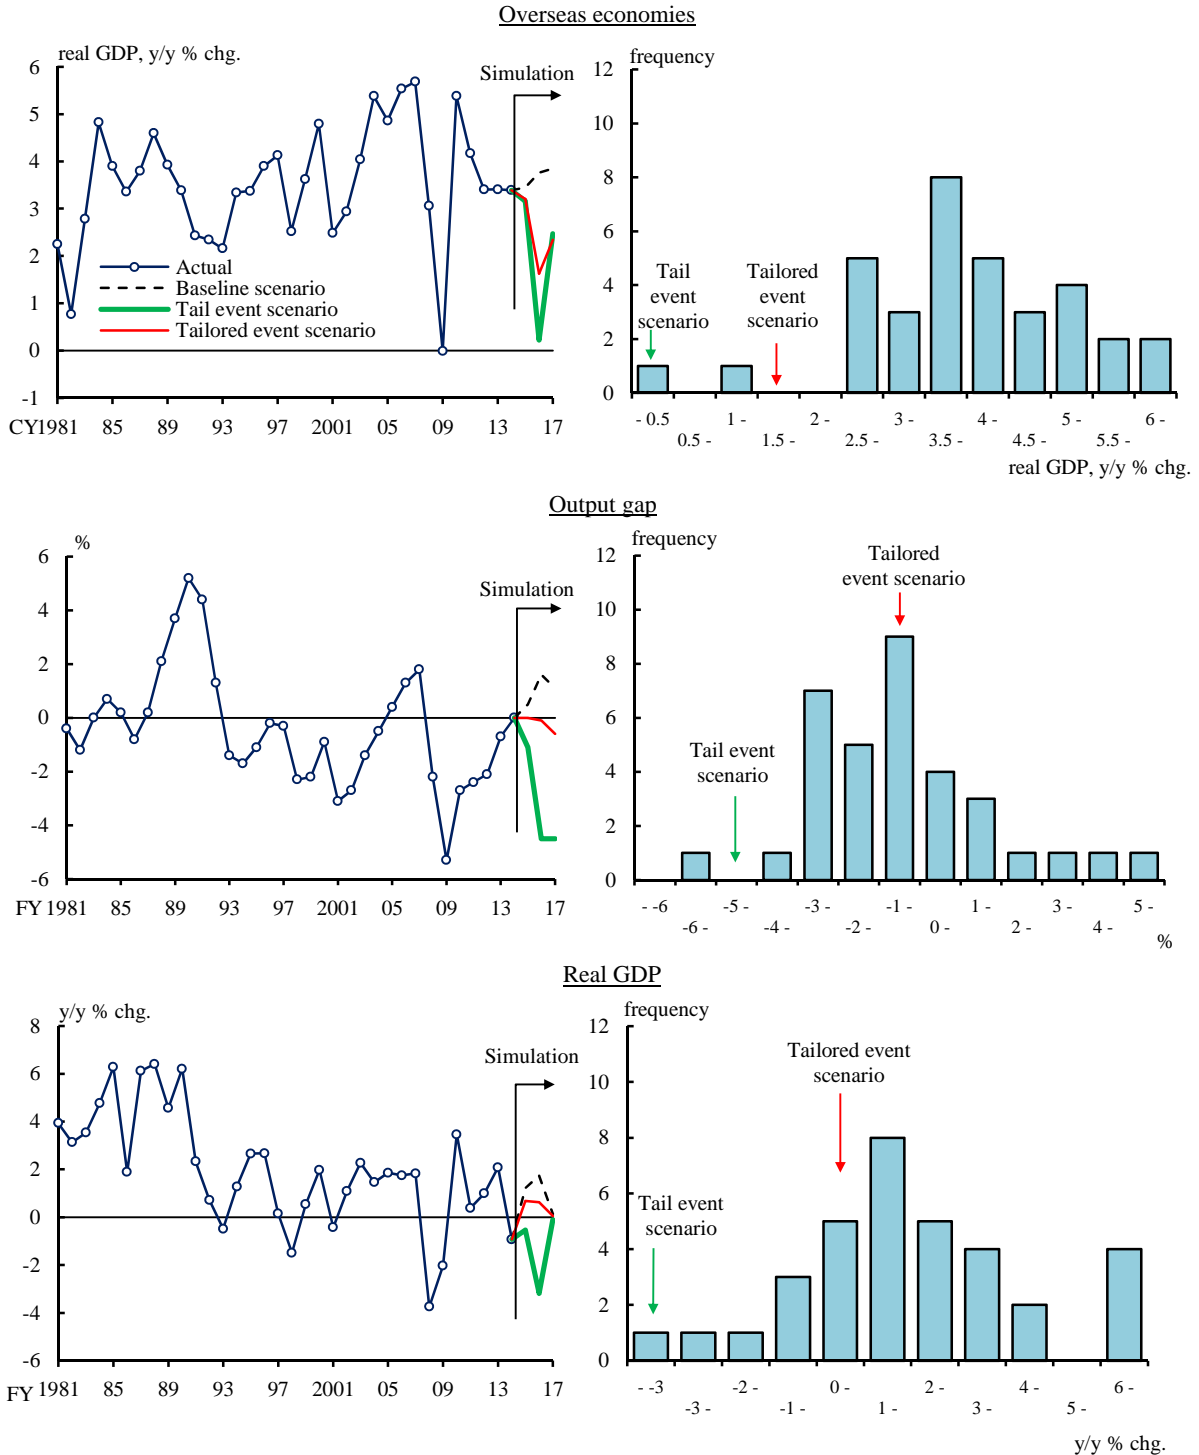 Overseas economies
real GDP, y/y % chg.
6
5
4
3
2
1
0
-1
Simulation
Actual
Baseline scenario
Tail event scenario
Tailored event scenario
CY1981 85 89 93 97 2001 05 09 13 17
frequency
12
10
8
6
4
2
0
Tail
event
scenario
Tailored
event
scenario
- 0.5 1 - 2 - 3 - 4 - 5 - 6 -
0.5 - 1.5 - 2.5 - 3.5 - 4.5 - 5.5 -
real GDP, y/y % chg.
Output gap
%
6
4
2
0
-2
-4
-6
Simulation
FY 1981 85 89 93 97 2001 05 09 13 17
frequency
12
10
8
6
4
2
0
Tailored
event scenario
Tail event
scenario
- -6 -5 - -3 - -1 - 1 - 3 - 5 -
-6 - -4 - -2 - 0 - 2 - 4 -
%
Real GDP
y/y % chg.
8
6
4
2
0
-2
-4
-6
Simulation
FY 1981 85 89 93 97 2001 05 09 13 17
frequency
12
10
8
6
4
2
0
Tailored event
scenario
Tail event
scenario
- -3 -2 - 0 - 2 - 4 - 6 -
-3 - -1 - 1 - 3 - 5 -
y/y % chg.